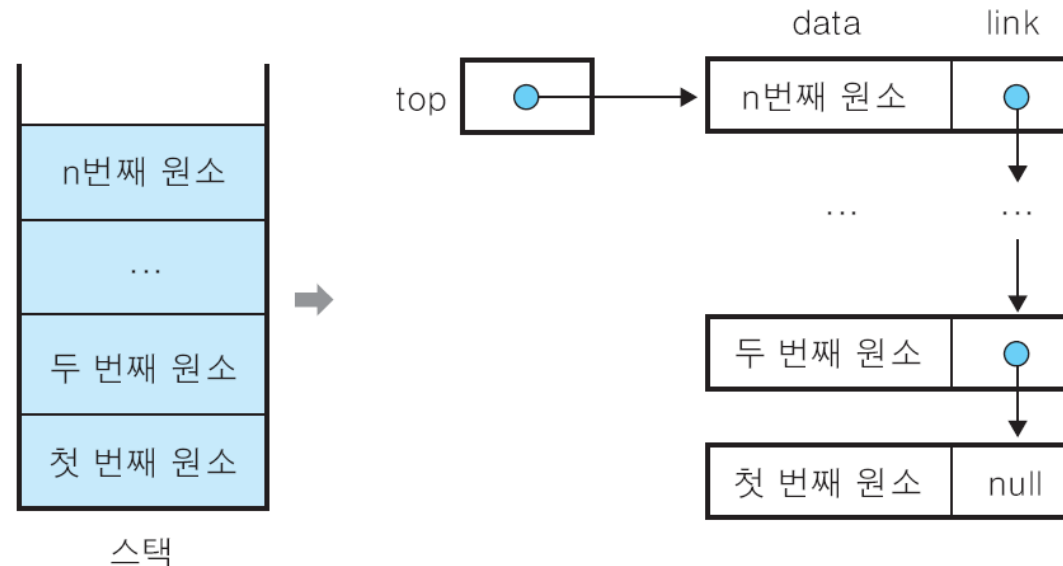 n번째 원소
...
두 번째 원소
첫 번째 원소
스택
data link
top
n번째 원소
... ...
두 번째 원소
첫 번째 원소 null